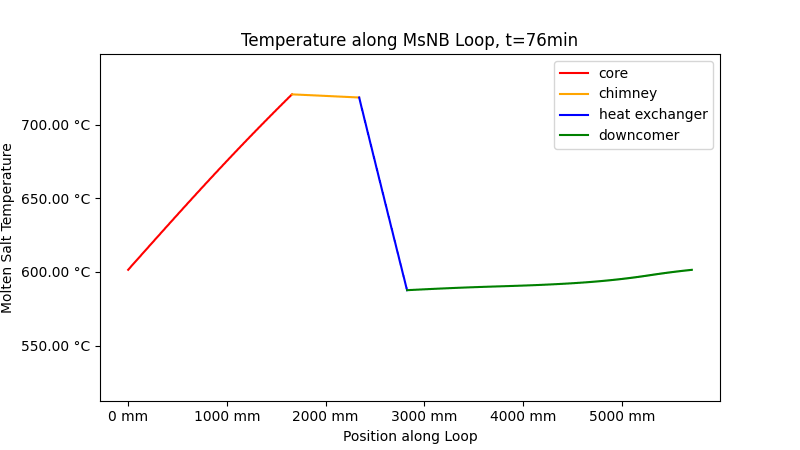 Temperature along MsNB Loop, t=76min
core
chimney
heat exchanger
downcomer
700.00 °C
650.00 °C
600.00 °C
550.00 °C
Molten Salt Temperature
0 mm 1000 mm 2000 mm 3000 mm 4000 mm 5000 mm
Position along Loop